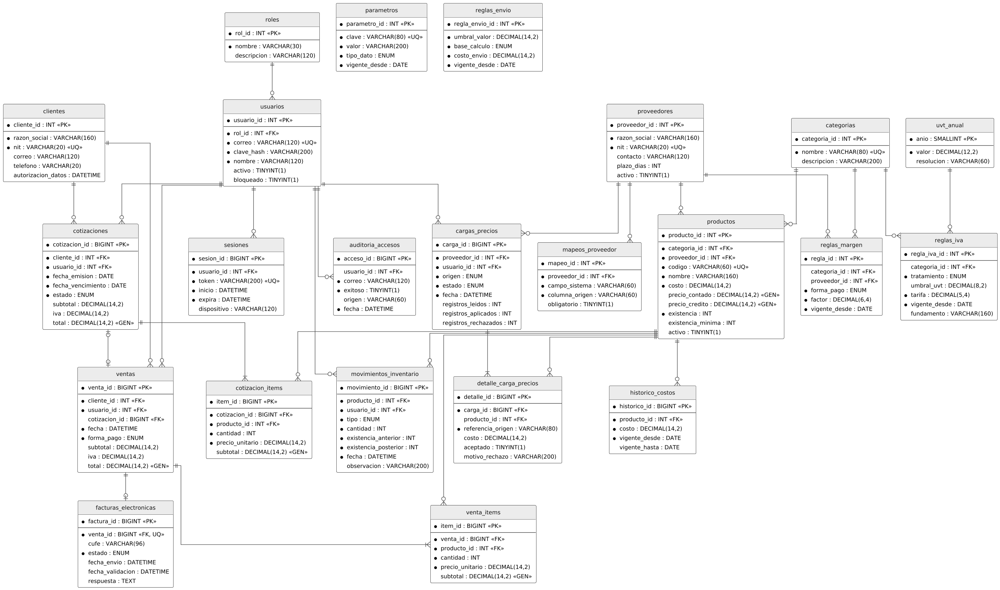 parametros
parametro_id : INT «PK»
clave : VARCHAR(80) «UQ»
valor : VARCHAR(200)
tipo_dato : ENUM
vigente_desde : DATE
reglas_envio
regla_envio_id : INT «PK»
umbral_valor : DECIMAL(14,2)
base_calculo : ENUM
costo_envio : DECIMAL(14,2)
vigente_desde : DATE
roles
rol_id : INT «PK»
nombre : VARCHAR(30)
descripcion : VARCHAR(120)
clientes
cliente_id : INT «PK»
razon_social : VARCHAR(160)
nit : VARCHAR(20) «UQ»
correo : VARCHAR(120)
telefono : VARCHAR(20)
autorizacion_datos : DATETIME
usuarios
usuario_id : INT «PK»
rol_id : INT «FK»
correo : VARCHAR(120) «UQ»
clave_hash : VARCHAR(200)
nombre : VARCHAR(120)
activo : TINYINT(1)
bloqueado : TINYINT(1)
proveedores
proveedor_id : INT «PK»
razon_social : VARCHAR(160)
nit : VARCHAR(20) «UQ»
contacto : VARCHAR(120)
plazo_dias : INT
activo : TINYINT(1)
categorias
categoria_id : INT «PK»
nombre : VARCHAR(80) «UQ»
descripcion : VARCHAR(200)
uvt_anual
anio : SMALLINT «PK»
valor : DECIMAL(12,2)
resolucion : VARCHAR(60)
cotizaciones
cotizacion_id : BIGINT «PK»
cliente_id : INT «FK»
usuario_id : INT «FK»
fecha_emision : DATE
fecha_vencimiento : DATE
estado : ENUM
subtotal : DECIMAL(14,2)
iva : DECIMAL(14,2)
total : DECIMAL(14,2) «GEN»
sesiones
sesion_id : BIGINT «PK»
usuario_id : INT «FK»
token : VARCHAR(200) «UQ»
inicio : DATETIME
expira : DATETIME
dispositivo : VARCHAR(120)
auditoria_accesos
acceso_id : BIGINT «PK»
usuario_id : INT «FK»
correo : VARCHAR(120)
exitoso : TINYINT(1)
origen : VARCHAR(60)
fecha : DATETIME
cargas_precios
carga_id : BIGINT «PK»
proveedor_id : INT «FK»
usuario_id : INT «FK»
origen : ENUM
estado : ENUM
fecha : DATETIME
registros_leidos : INT
registros_aplicados : INT
registros_rechazados : INT
mapeos_proveedor
mapeo_id : INT «PK»
proveedor_id : INT «FK»
campo_sistema : VARCHAR(60)
columna_origen : VARCHAR(60)
obligatorio : TINYINT(1)
productos
producto_id : INT «PK»
categoria_id : INT «FK»
proveedor_id : INT «FK»
codigo : VARCHAR(60) «UQ»
nombre : VARCHAR(160)
costo : DECIMAL(14,2)
precio_contado : DECIMAL(14,2) «GEN»
precio_credito : DECIMAL(14,2) «GEN»
existencia : INT
existencia_minima : INT
activo : TINYINT(1)
reglas_margen
regla_id : INT «PK»
categoria_id : INT «FK»
proveedor_id : INT «FK»
forma_pago : ENUM
factor : DECIMAL(6,4)
vigente_desde : DATE
reglas_iva
regla_iva_id : INT «PK»
categoria_id : INT «FK»
tratamiento : ENUM
umbral_uvt : DECIMAL(8,2)
tarifa : DECIMAL(5,4)
vigente_desde : DATE
fundamento : VARCHAR(160)
ventas
venta_id : BIGINT «PK»
cliente_id : INT «FK»
usuario_id : INT «FK»
cotizacion_id : BIGINT «FK»
fecha : DATETIME
forma_pago : ENUM
subtotal : DECIMAL(14,2)
iva : DECIMAL(14,2)
total : DECIMAL(14,2) «GEN»
cotizacion_items
item_id : BIGINT «PK»
cotizacion_id : BIGINT «FK»
producto_id : INT «FK»
cantidad : INT
precio_unitario : DECIMAL(14,2)
subtotal : DECIMAL(14,2) «GEN»
movimientos_inventario
movimiento_id : BIGINT «PK»
producto_id : INT «FK»
usuario_id : INT «FK»
tipo : ENUM
cantidad : INT
existencia_anterior : INT
existencia_posterior : INT
fecha : DATETIME
observacion : VARCHAR(200)
detalle_carga_precios
detalle_id : BIGINT «PK»
carga_id : BIGINT «FK»
producto_id : INT «FK»
referencia_origen : VARCHAR(80)
costo : DECIMAL(14,2)
aceptado : TINYINT(1)
motivo_rechazo : VARCHAR(200)
historico_costos
historico_id : BIGINT «PK»
producto_id : INT «FK»
costo : DECIMAL(14,2)
vigente_desde : DATE
vigente_hasta : DATE
facturas_electronicas
factura_id : BIGINT «PK»
venta_id : BIGINT «FK, UQ»
cufe : VARCHAR(96)
estado : ENUM
fecha_envio : DATETIME
fecha_validacion : DATETIME
respuesta : TEXT
venta_items
item_id : BIGINT «PK»
venta_id : BIGINT «FK»
producto_id : INT «FK»
cantidad : INT
precio_unitario : DECIMAL(14,2)
subtotal : DECIMAL(14,2) «GEN»